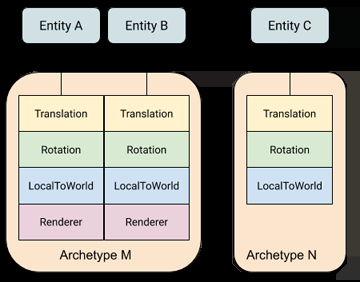 Entity A Entity B Entity C
Translation Translation Translation
Rotation Rotation Rotation
LocalToWorld LocalToWorld LocalToWorld
Renderer Renderer
Archetype M Archetype N